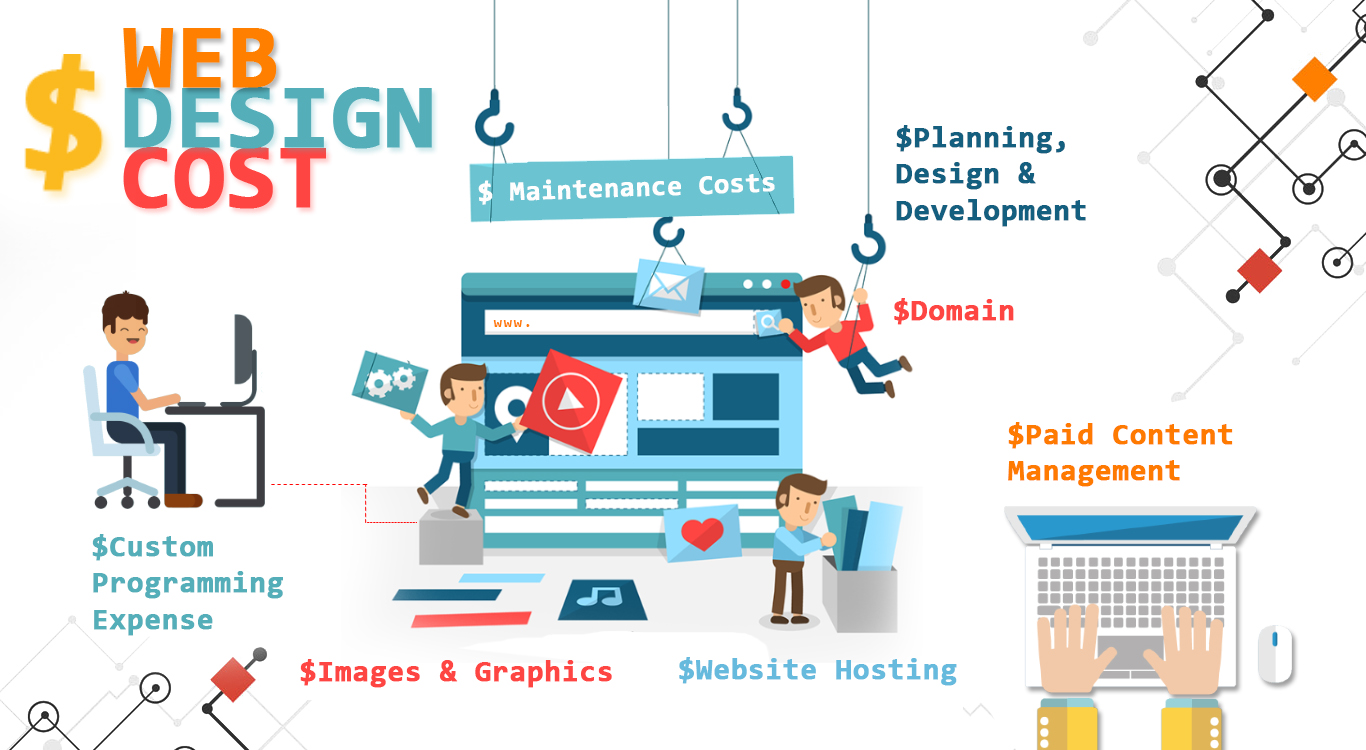 $
WEB
DESIGN
COST
$ Maintenance Costs
$Planning,
Design &
Development
www.
$Domain
$Paid Content
Management
$Custom
Programming
Expense
$Images & Graphics
$Website Hosting